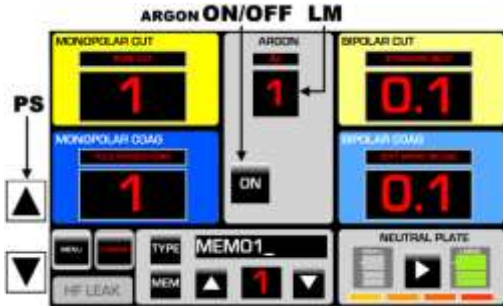 ARGON ON/OFF LM
PS
MONOPOLAR CUT
1
ARGON
1
BIPOLAR CUT
0.1
MONOPOLAR COAG
1
ON
BIPOLAR COAG
0.1
MENU
TYPE MEMO1_
MEM 1
HF LEAK
NEUTRAL PLATE